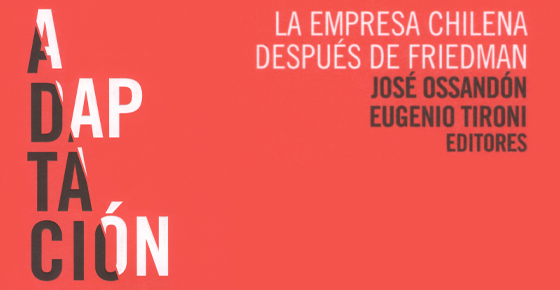 A
DAP
TA
CIÓN
LA EMPRESA CHILENA
DESPUÉS DE FRIEDMAN
JOSÉ OSSANDÓN
EUGENIO TIRONI
EDITORES